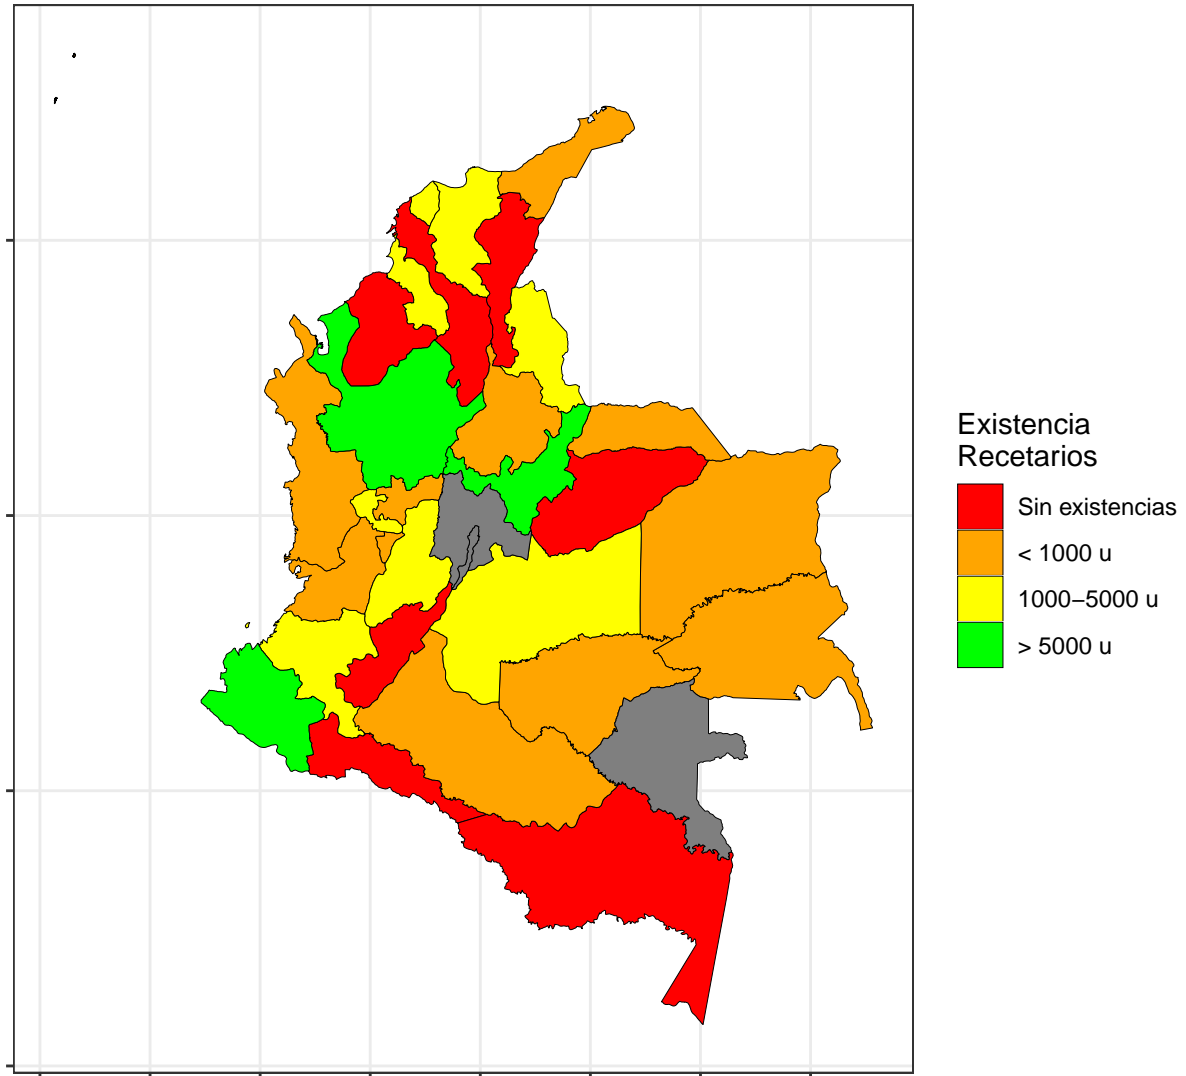 Existencia
Recetarios
Sin existencias
< 1000 u
1000–5000 u
> 5000 u